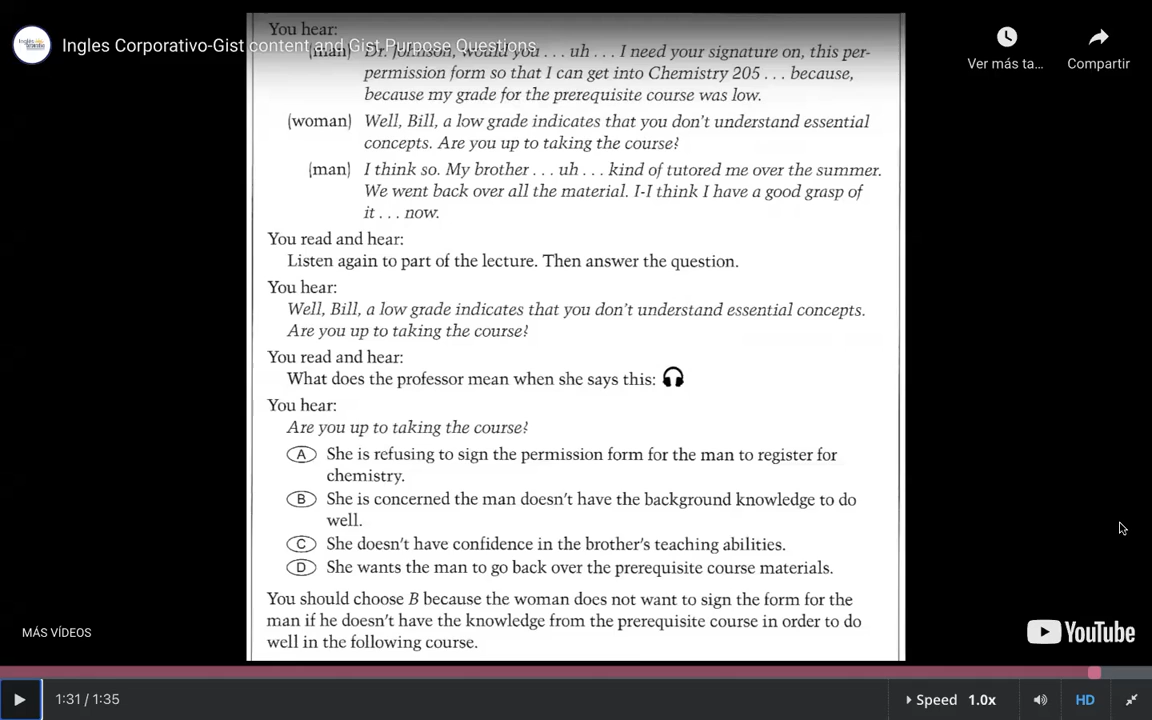 You hear:
Ingles Corporativo-Gist content and Gist-Purpose Questions
(man) Dr. Johnson, would you . . . uh . . . I need your signature on, this per-
permission form so that I can get into Chemistry 205 . . . because,
because my grade for the prerequisite course was low.
(woman) Well, Bill, a low grade indicates that you don't understand essential
concepts. Are you up to taking the course?
(man) I think so. My brother . . . uh . . . kind of tutored me over the summer.
We went back over all the material. I-I think I have a good grasp of
it . . . now.
You read and hear:
Listen again to part of the lecture. Then answer the question.
You hear:
Well, Bill, a low grade indicates that you don't understand essential concepts.
Are you up to taking the course?
You read and hear:
What does the professor mean when she says this:
You hear:
Are you up to taking the course?
A She is refusing to sign the permission form for the man to register for
chemistry.
B She is concerned the man doesn't have the background knowledge to do
well.
C She doesn't have confidence in the brother's teaching abilities.
D She wants the man to go back over the prerequisite course materials.
You should choose B because the woman does not want to sign the form for the
man if he doesn't have the knowledge from the prerequisite course in order to do
well in the following course.
Ver más ta...
Compartir
MÁS VÍDEOS
YouTube
1:31 / 1:35
Speed 1.0x
HD